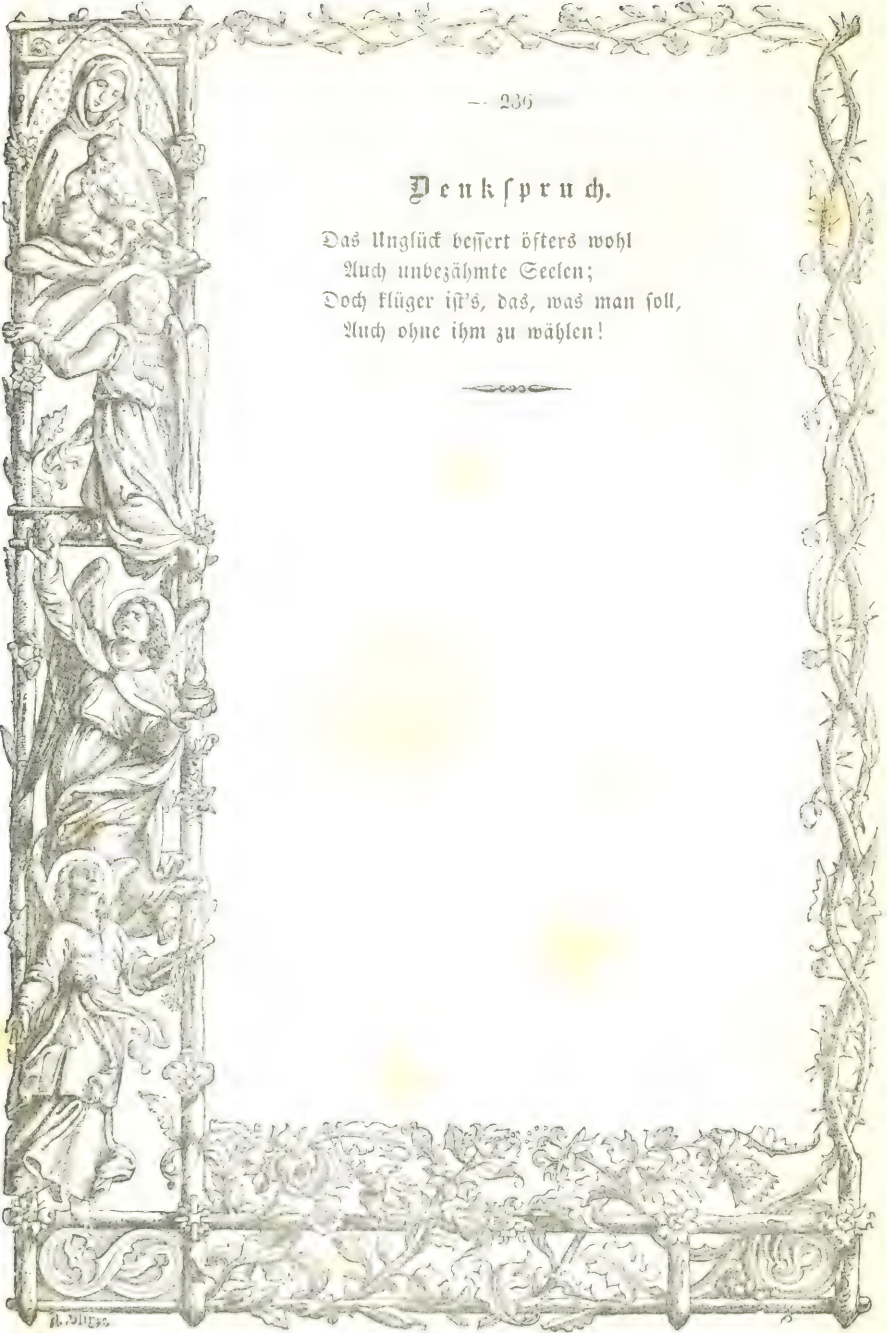 — 236
Denkſpruch.
Das Unglück beſſert öfters wohl
Auch unbezähmte Seelen;
Doch klüger iſt's, das, was man ſoll,
Auch ohne ihm zu wählen!